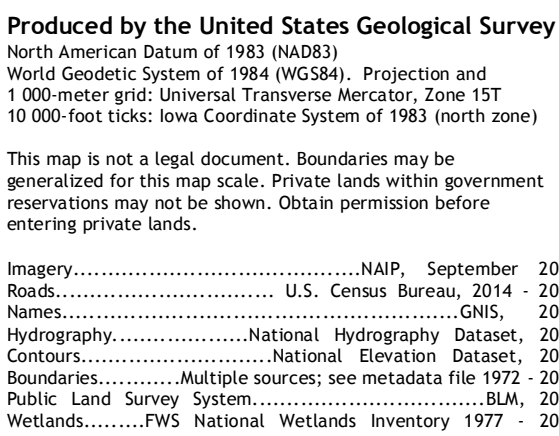 Produced by the United States Geological Survey
North American Datum of 1983 (NAD83)
World Geodetic System of 1984 (WGS84). Projection and
1 000-meter grid: Universal Transverse Mercator, Zone 15T
10 000-foot ticks: Iowa Coordinate System of 1983 (north zone)
This map is not a legal document. Boundaries may be
generalized for this map scale. Private lands within government
reservations may not be shown. Obtain permission before
entering private lands.
Imagery......................................NAIP, September 20
Roads............................. U.S. Census Bureau, 2014 - 20
Names......................................................GNIS, 20
Hydrography..................National Hydrography Dataset, 20
Contours..........................National Elevation Dataset, 20
Boundaries...........Multiple sources; see metadata file 1972 - 20
Public Land Survey System...............................BLM, 20
Wetlands.........FWS National Wetlands Inventory 1977 - 20